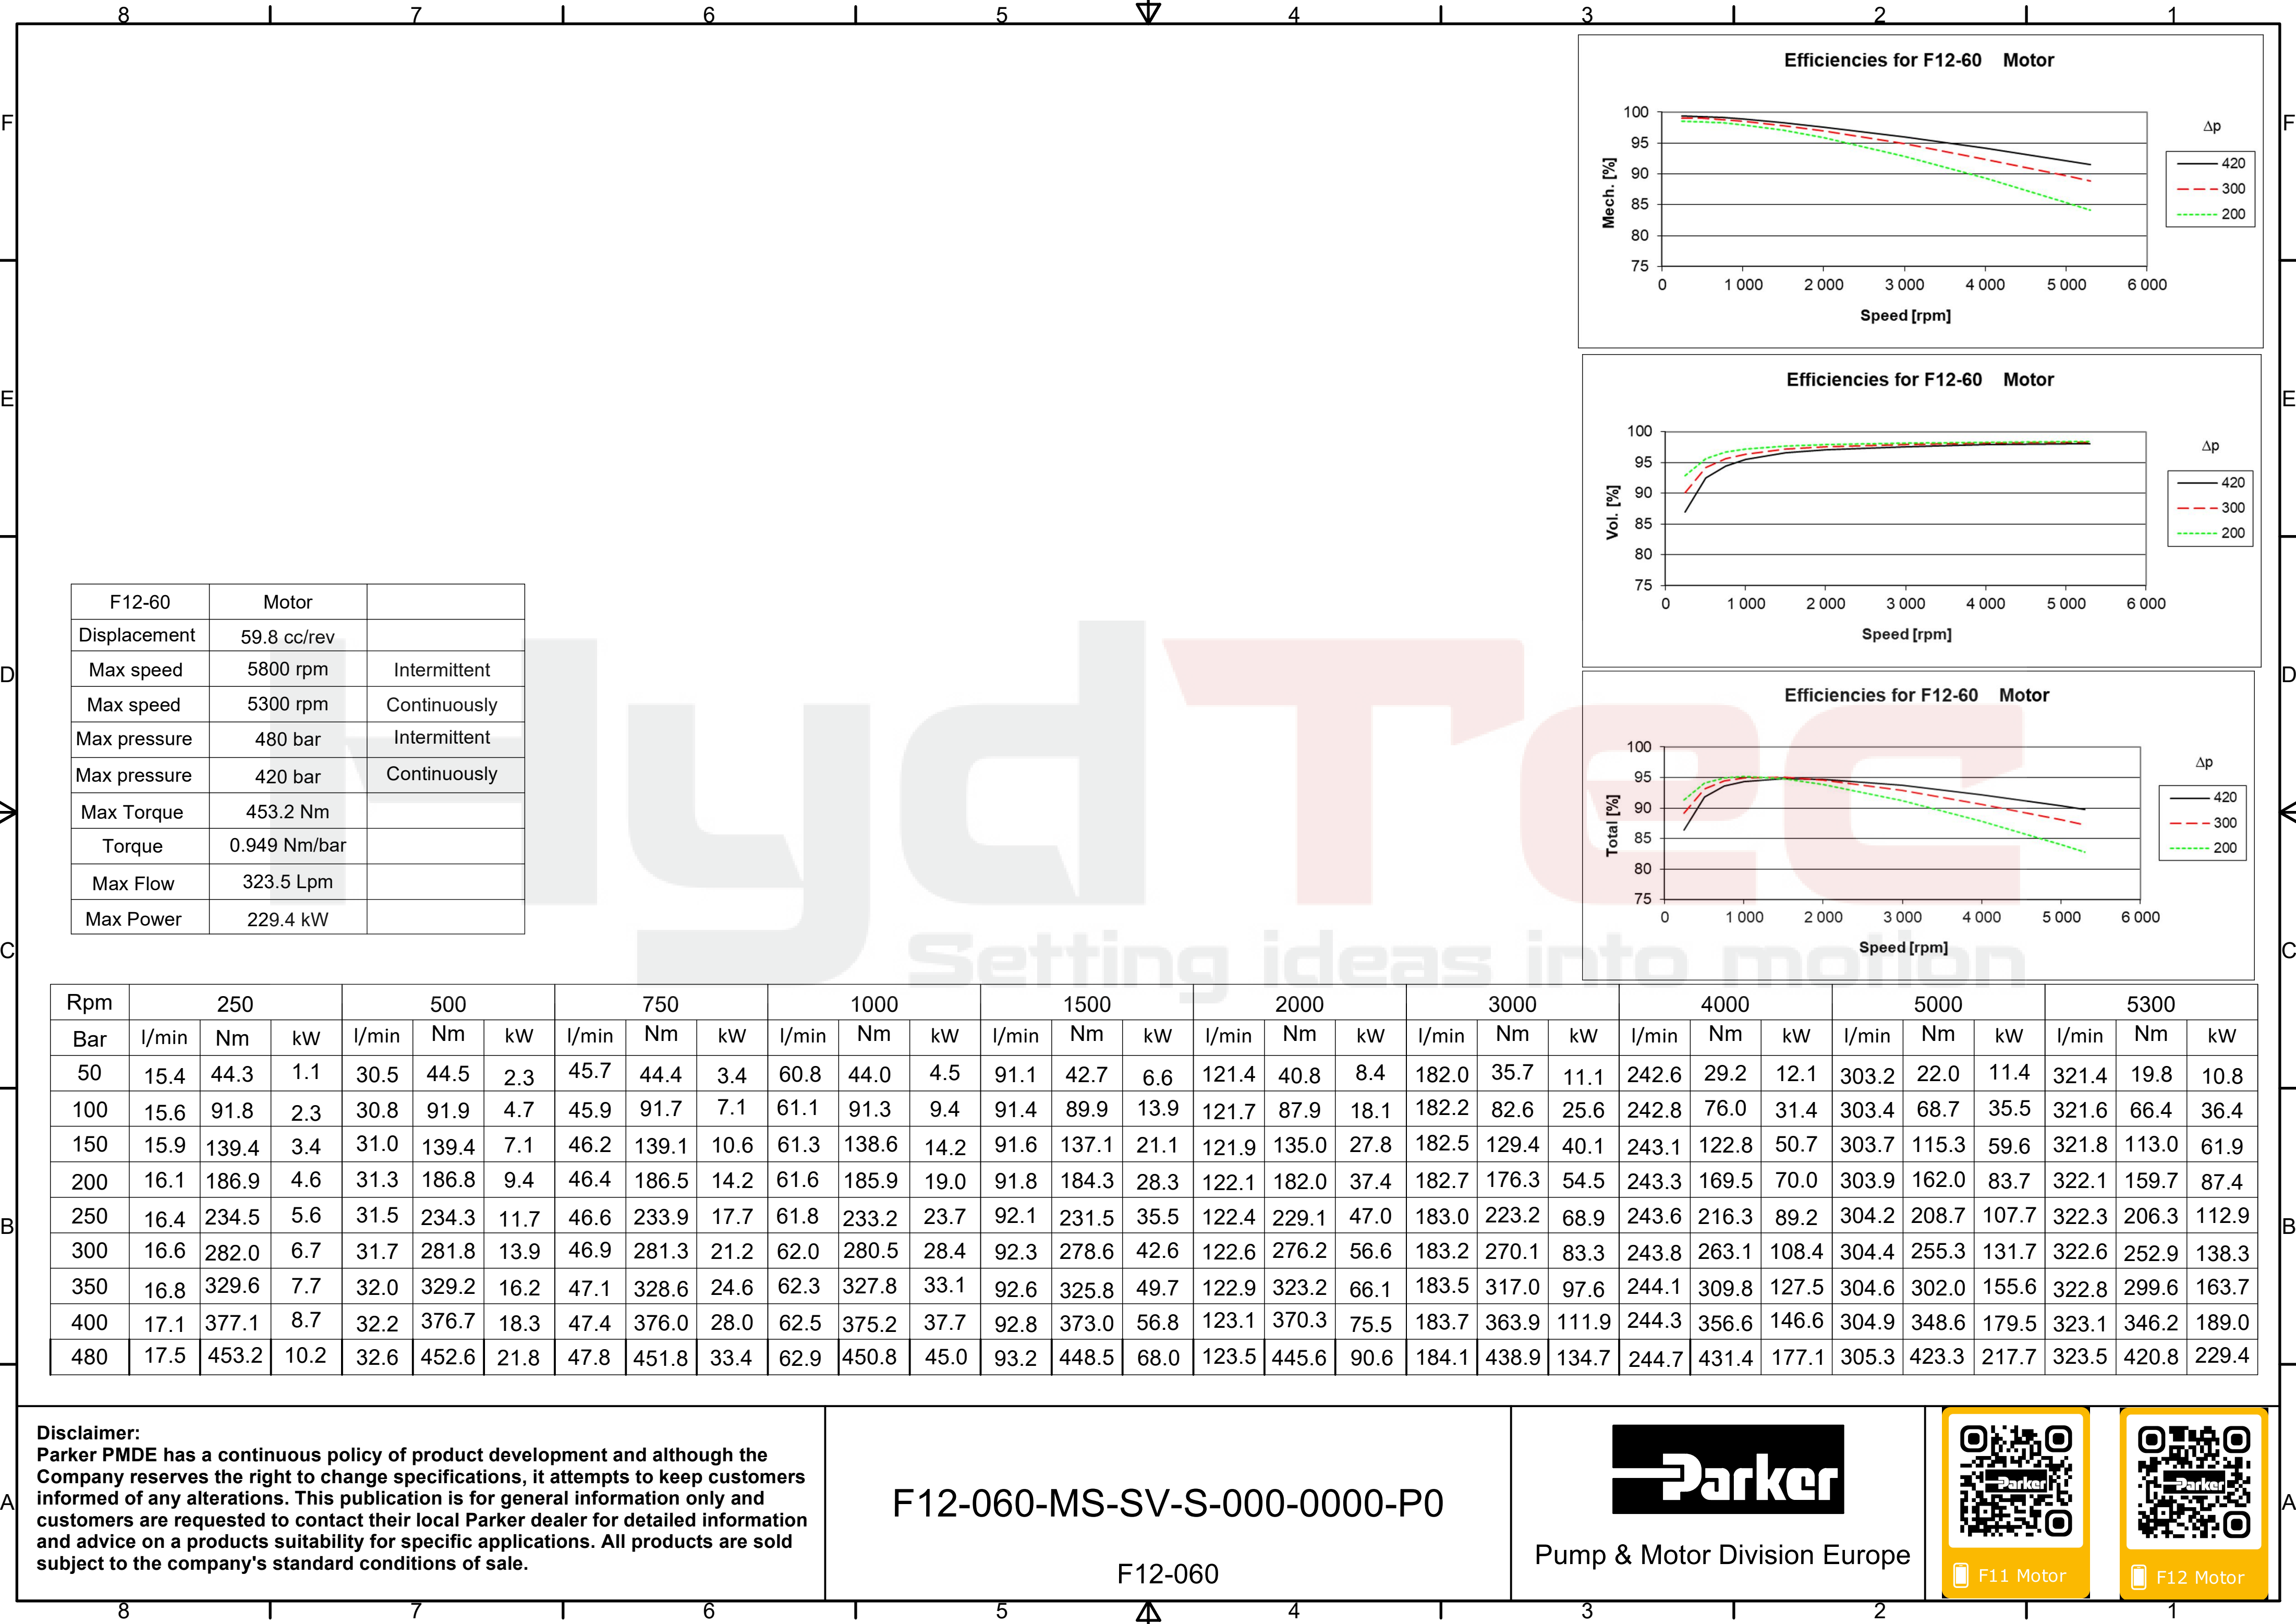 8 7 6 5 4 3 2 1
F F
E E
D D
C C
B B
A A
Efficiencies for F12-60 Motor
Mech. [%]
100
95
90
85
80
75
0 1 000 2 000 3 000 4 000 5 000 6 000
Speed [rpm]
Δp
420
300
200
Efficiencies for F12-60 Motor
Vol. [%]
100
95
90
85
80
75
0 1 000 2 000 3 000 4 000 5 000 6 000
Speed [rpm]
Δp
420
300
200
Efficiencies for F12-60 Motor
Total [%]
100
95
90
85
80
75
0 1 000 2 000 3 000 4 000 5 000 6 000
Speed [rpm]
Δp
420
300
200
HydTec
Setting ideas into motion
F12-60 Motor
Displacement 59.8 cc/rev
Max speed 5800 rpm Intermittent
Max speed 5300 rpm Continuously
Max pressure 480 bar Intermittent
Max pressure 420 bar Continuously
Max Torque 453.2 Nm
Torque 0.949 Nm/bar
Max Flow 323.5 Lpm
Max Power 229.4 kW
Rpm 250 500 750 1000 1500 2000 3000 4000 5000 5300
Bar l/min Nm kW l/min Nm kW l/min Nm kW l/min Nm kW l/min Nm kW l/min Nm kW l/min Nm kW l/min Nm kW l/min Nm kW l/min Nm kW
50 15.4 44.3 1.1 30.5 44.5 2.3 45.7 44.4 3.4 60.8 44.0 4.5 91.1 42.7 6.6 121.4 40.8 8.4 182.0 35.7 11.1 242.6 29.2 12.1 303.2 22.0 11.4 321.4 19.8 10.8
100 15.6 91.8 2.3 30.8 91.9 4.7 45.9 91.7 7.1 61.1 91.3 9.4 91.4 89.9 13.9 121.7 87.9 18.1 182.2 82.6 25.6 242.8 76.0 31.4 303.4 68.7 35.5 321.6 66.4 36.4
150 15.9 139.4 3.4 31.0 139.4 7.1 46.2 139.1 10.6 61.3 138.6 14.2 91.6 137.1 21.1 121.9 135.0 27.8 182.5 129.4 40.1 243.1 122.8 50.7 303.7 115.3 59.6 321.8 113.0 61.9
200 16.1 186.9 4.6 31.3 186.8 9.4 46.4 186.5 14.2 61.6 185.9 19.0 91.8 184.3 28.3 122.1 182.0 37.4 182.7 176.3 54.5 243.3 169.5 70.0 303.9 162.0 83.7 322.1 159.7 87.4
250 16.4 234.5 5.6 31.5 234.3 11.7 46.6 233.9 17.7 61.8 233.2 23.7 92.1 231.5 35.5 122.4 229.1 47.0 183.0 223.2 68.9 243.6 216.3 89.2 304.2 208.7 107.7 322.3 206.3 112.9
300 16.6 282.0 6.7 31.7 281.8 13.9 46.9 281.3 21.2 62.0 280.5 28.4 92.3 278.6 42.6 122.6 276.2 56.6 183.2 270.1 83.3 243.8 263.1 108.4 304.4 255.3 131.7 322.6 252.9 138.3
350 16.8 329.6 7.7 32.0 329.2 16.2 47.1 328.6 24.6 62.3 327.8 33.1 92.6 325.8 49.7 122.9 323.2 66.1 183.5 317.0 97.6 244.1 309.8 127.5 304.6 302.0 155.6 322.8 299.6 163.7
400 17.1 377.1 8.7 32.2 376.7 18.3 47.4 376.0 28.0 62.5 375.2 37.7 92.8 373.0 56.8 123.1 370.3 75.5 183.7 363.9 111.9 244.3 356.6 146.6 304.9 348.6 179.5 323.1 346.2 189.0
480 17.5 453.2 10.2 32.6 452.6 21.8 47.8 451.8 33.4 62.9 450.8 45.0 93.2 448.5 68.0 123.5 445.6 90.6 184.1 438.9 134.7 244.7 431.4 177.1 305.3 423.3 217.7 323.5 420.8 229.4
Disclaimer:
Parker PMDE has a continuous policy of product development and although the
Company reserves the right to change specifications, it attempts to keep customers
informed of any alterations. This publication is for general information only and
customers are requested to contact their local Parker dealer for detailed information
and advice on a products suitability for specific applications. All products are sold
subject to the company's standard conditions of sale.
F12-060-MS-SV-S-000-0000-P0
F12-060
Parker
Pump & Motor Division Europe
Parker
F11 Motor
Parker
F12 Motor
8 7 6 5 4 3 2 1